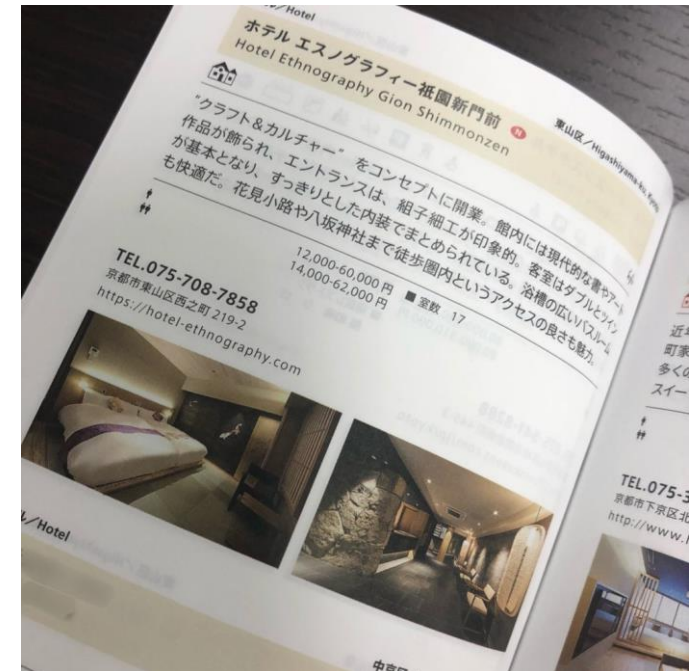 ル／Hotel
東山区／Higashiyama-ku, Kyoto
ホテル エスノグラフィー祇園新門前 N
Hotel Ethnography Gion Shimmonzen
“クラフト＆カルチャー” をコンセプトに開業。館内には現代的な書やアート
作品が飾られ、エントランスは、組子細工が印象的。客室はダブルとツイン
が基本となり、すっきりとした内装でまとめられている。浴槽の広いバスルーム
も快適だ。花見小路や八坂神社まで徒歩圏内というアクセスの良さも魅力。
12,000-60,000 円 ■ 室数 17
14,000-62,000 円
TEL.075-708-7858
京都市東山区西之町 219-2
https://hotel-ethnography.com
ル／Hotel
中京区
近
町家
多くの
スイー
TEL.075-3
京都市下京区北
http://www.h